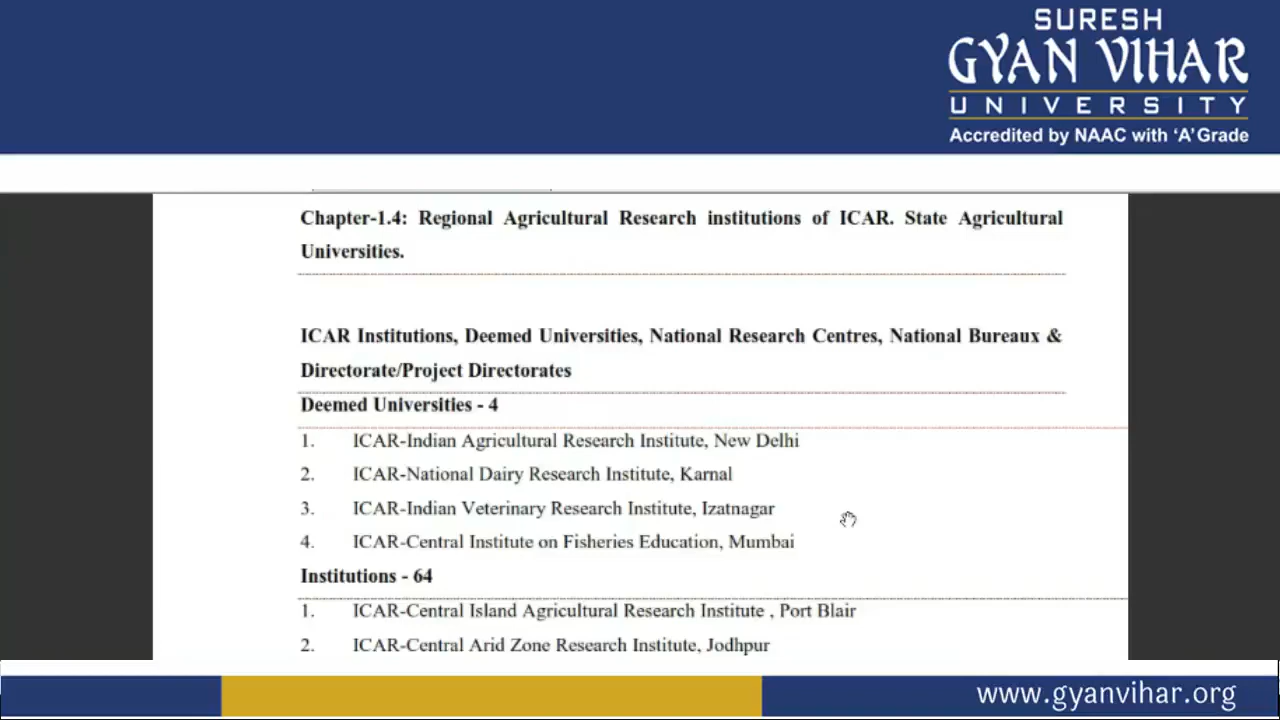 SURESH
GYAN VIHAR
UNIVERSITY
Accredited by NAAC with ‘A’ Grade
Chapter-1.4: Regional Agricultural Research institutions of ICAR. State Agricultural
Universities.
ICAR Institutions, Deemed Universities, National Research Centres, National Bureaux &
Directorate/Project Directorates
Deemed Universities - 4
1. ICAR-Indian Agricultural Research Institute, New Delhi
2. ICAR-National Dairy Research Institute, Karnal
3. ICAR-Indian Veterinary Research Institute, Izatnagar
4. ICAR-Central Institute on Fisheries Education, Mumbai
Institutions - 64
1. ICAR-Central Island Agricultural Research Institute , Port Blair
2. ICAR-Central Arid Zone Research Institute, Jodhpur
www.gyanvihar.org